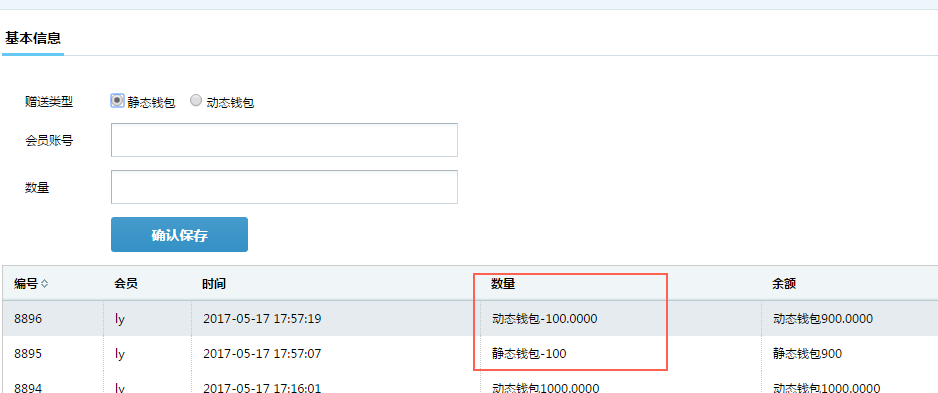 基本信息
赠送类型 静态钱包 动态钱包
会员账号
数量
确认保存
编号 会员 时间 数量 余额
8896 ly 2017-05-17 17:57:19 动态钱包-100.0000 动态钱包900.0000
8895 ly 2017-05-17 17:57:07 静态钱包-100 静态钱包900
8894 ly 2017-05-17 17:16:01 动态钱包1000.0000 动态钱包1000.0000